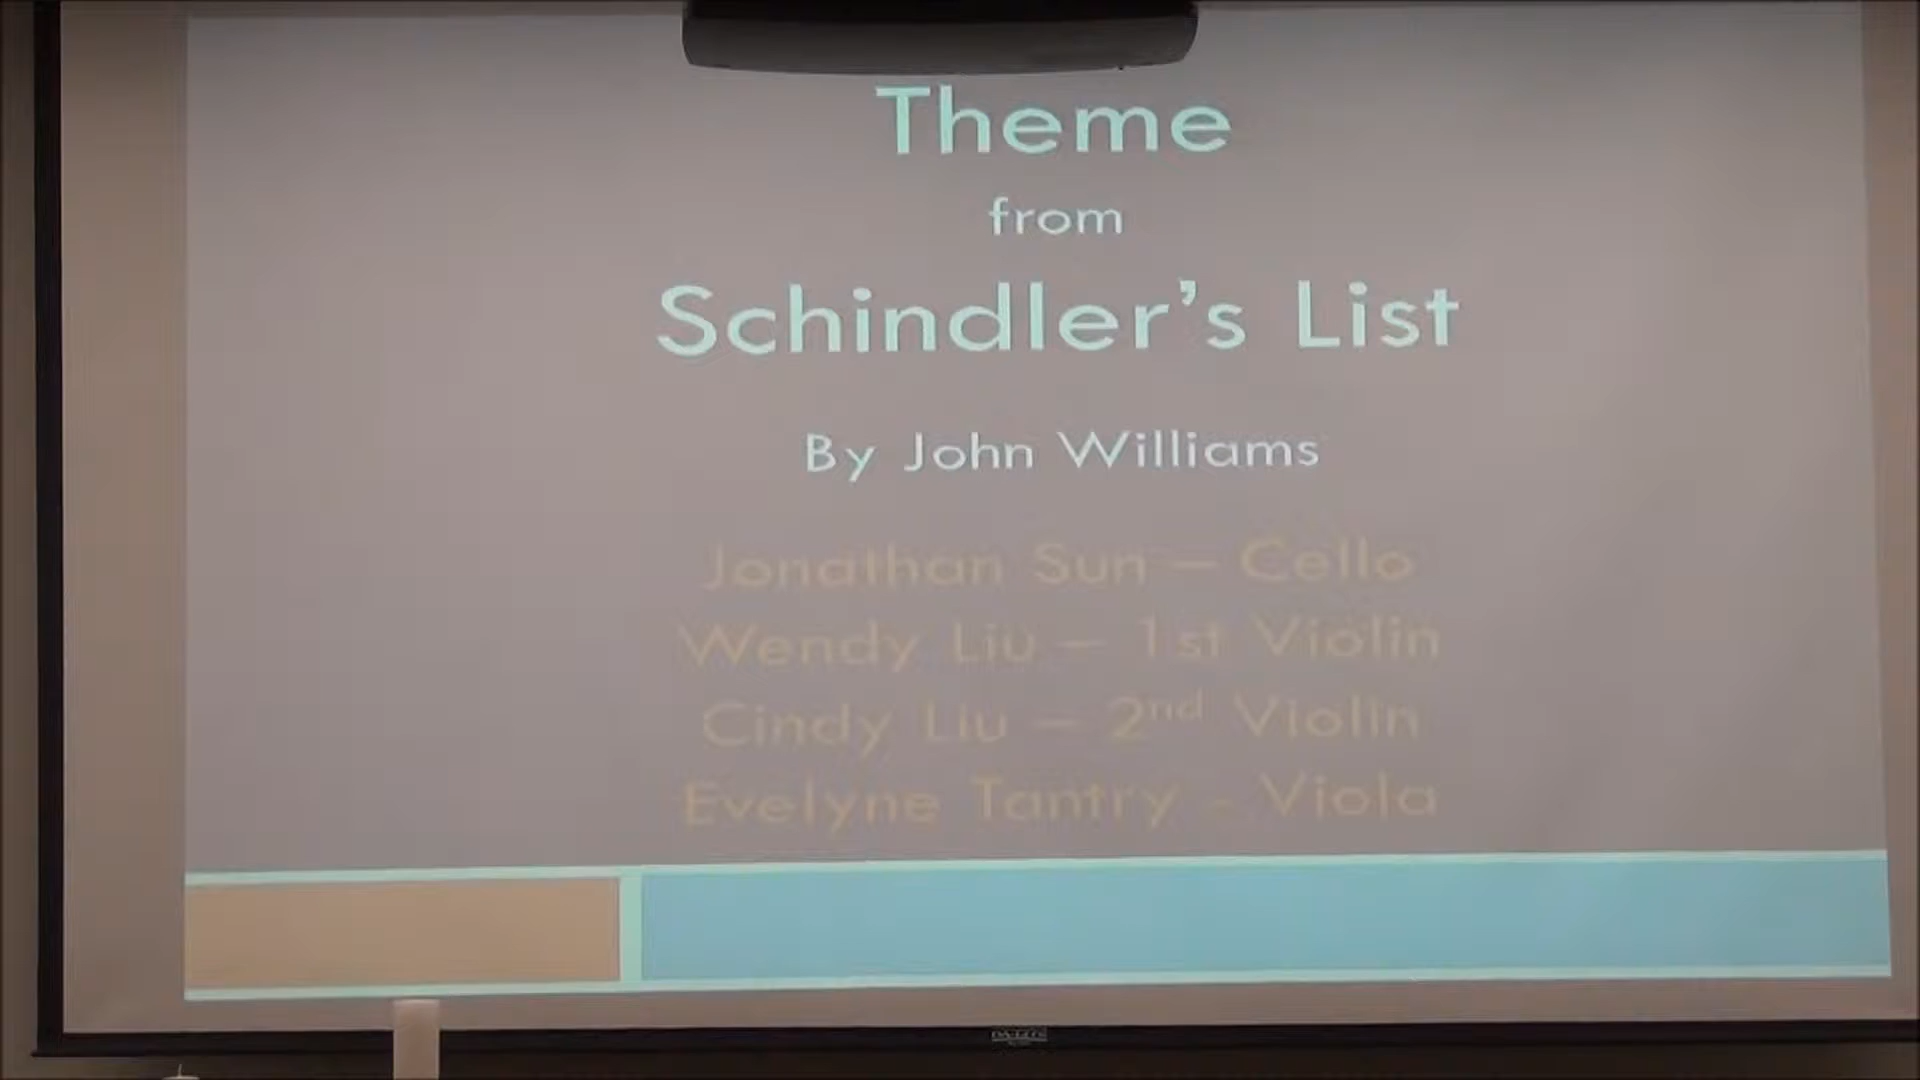 Theme
from
Schindler's List
By John Williams
Jonathan Sun – Cello
Wendy Liu – 1st Violin
Cindy Liu – 2nd Violin
Evelyne Tantry - Viola